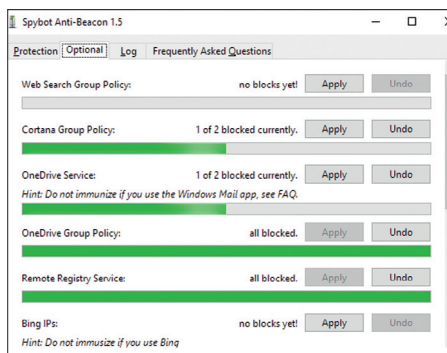 Spybot Anti-Beacon 1.5
Protection Optional Log Frequently Asked Questions
Web Search Group Policy: no blocks yet! Apply Undo
Cortana Group Policy: 1 of 2 blocked currently. Apply Undo
OneDrive Service: 1 of 2 blocked currently. Apply Undo
Hint: Do not immunize if you use the Windows Mail app, see FAQ.
OneDrive Group Policy: all blocked. Apply Undo
Remote Registry Service: all blocked. Apply Undo
Bing IPs: no blocks yet! Apply Undo
Hint: Do not immusize if you use Bing